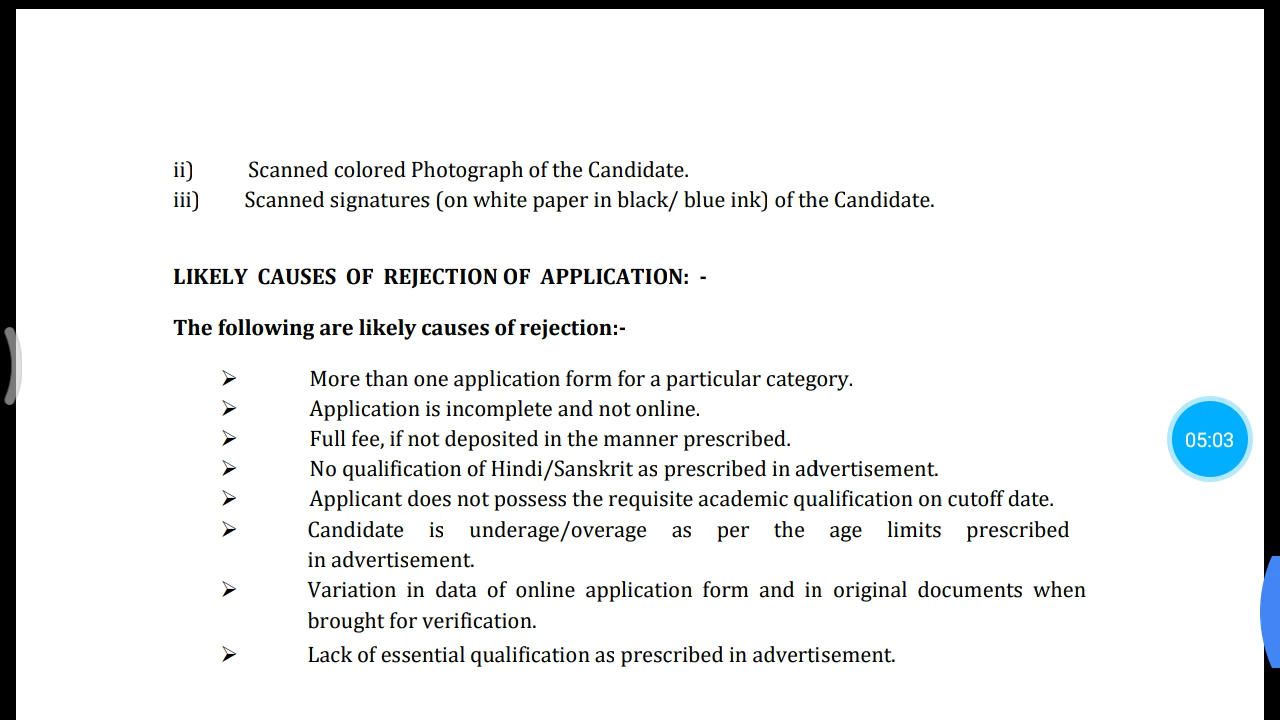 ii) Scanned colored Photograph of the Candidate.
iii) Scanned signatures (on white paper in black/ blue ink) of the Candidate.
LIKELY CAUSES OF REJECTION OF APPLICATION: -
The following are likely causes of rejection:-
➢ More than one application form for a particular category.
➢ Application is incomplete and not online.
➢ Full fee, if not deposited in the manner prescribed.
➢ No qualification of Hindi/Sanskrit as prescribed in advertisement.
➢ Applicant does not possess the requisite academic qualification on cutoff date.
➢ Candidate is underage/overage as per the age limits prescribed
in advertisement.
➢ Variation in data of online application form and in original documents when
brought for verification.
➢ Lack of essential qualification as prescribed in advertisement.
05:03